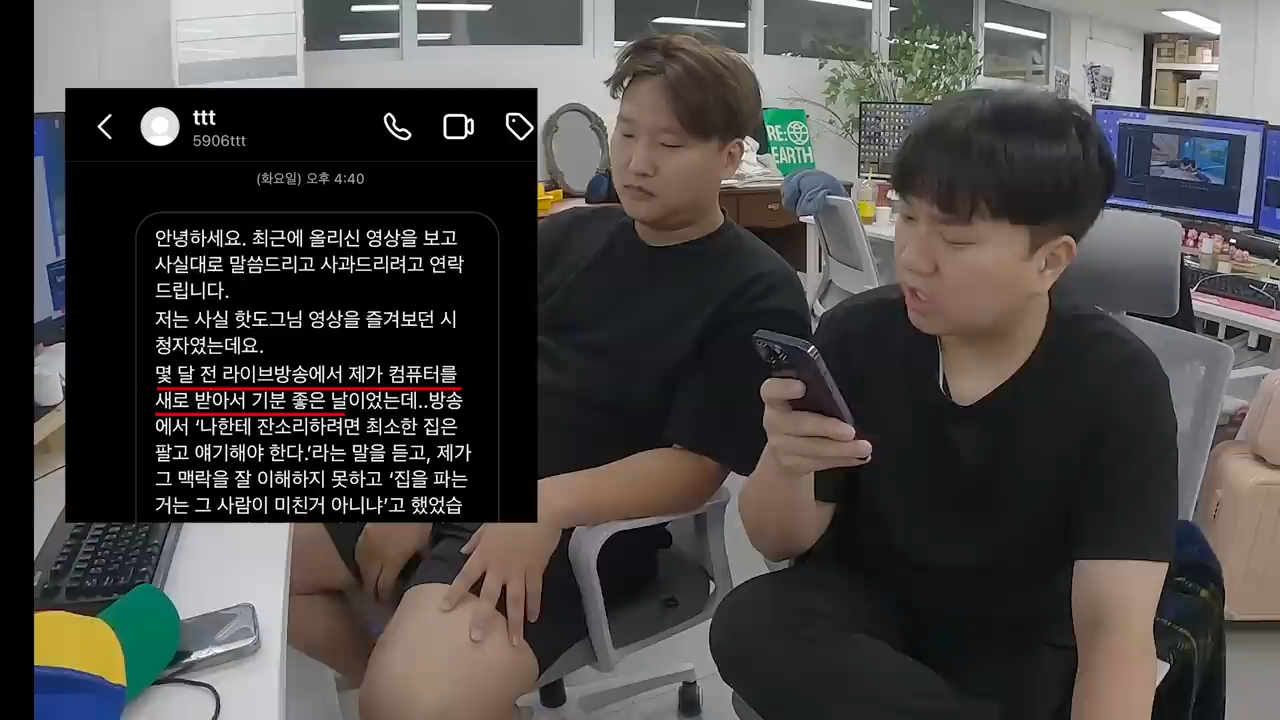 ttt
5906ttt
(화요일) 오후 4:40
안녕하세요. 최근에 올리신 영상을 보고
사실대로 말씀드리고 사과드리려고 연락
드립니다.
저는 사실 핫도그님 영상을 즐겨보던 시
청자였는데요.
몇 달 전 라이브방송에서 제가 컴퓨터를
새로 받아서 기분 좋은 날이었는데..방송
에서 ‘나한테 잔소리하려면 최소한 집은
팔고 얘기해야 한다.’라는 말을 듣고, 제가
그 맥락을 잘 이해하지 못하고 ‘집을 파는
거는 그 사람이 미친거 아니냐’고 했었습
RE:
EARTH